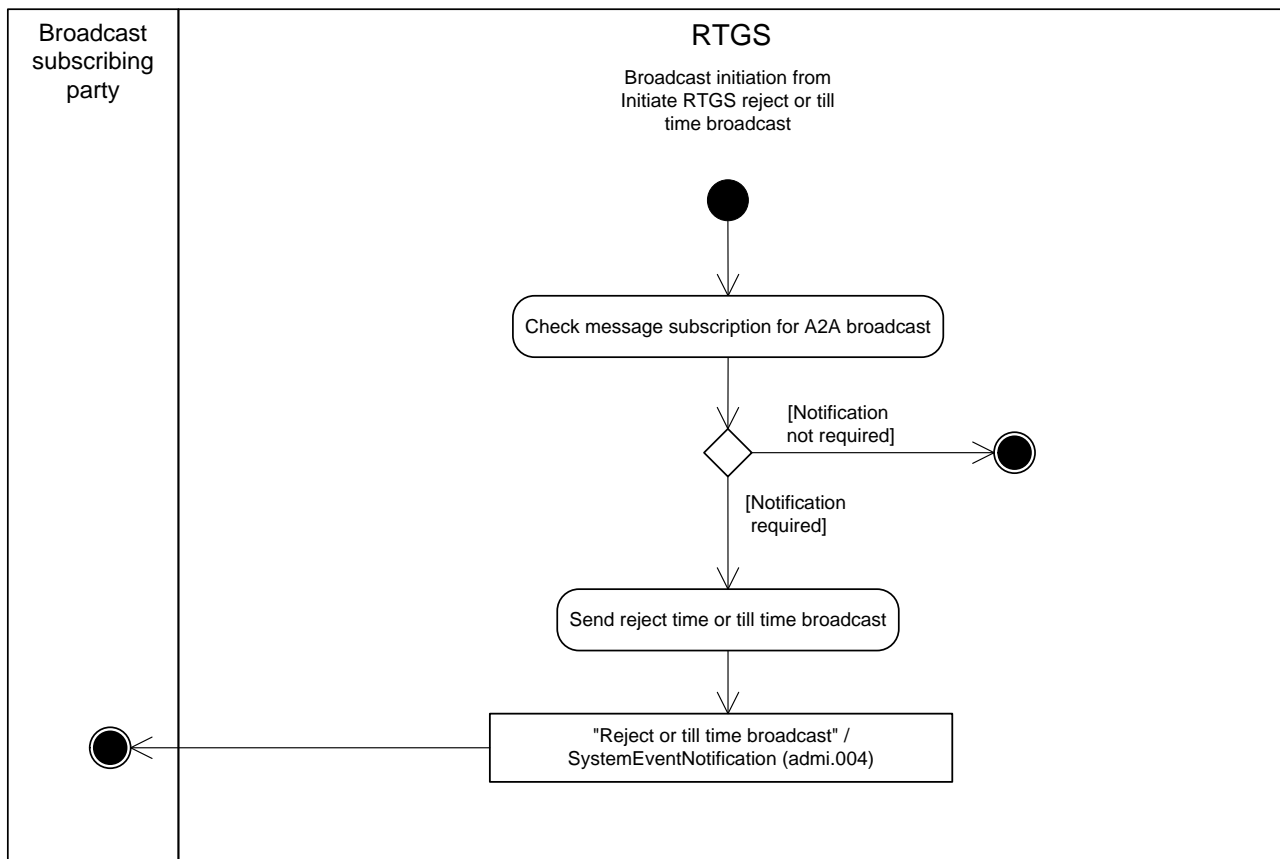 Broadcast
subscribing
party
RTGS
Broadcast initiation from
Initiate RTGS reject or till
time broadcast
Check message subscription for A2A broadcast
[Notification
not required]
[Notification
required]
Send reject time or till time broadcast
"Reject or till time broadcast" /
SystemEventNotification (admi.004)